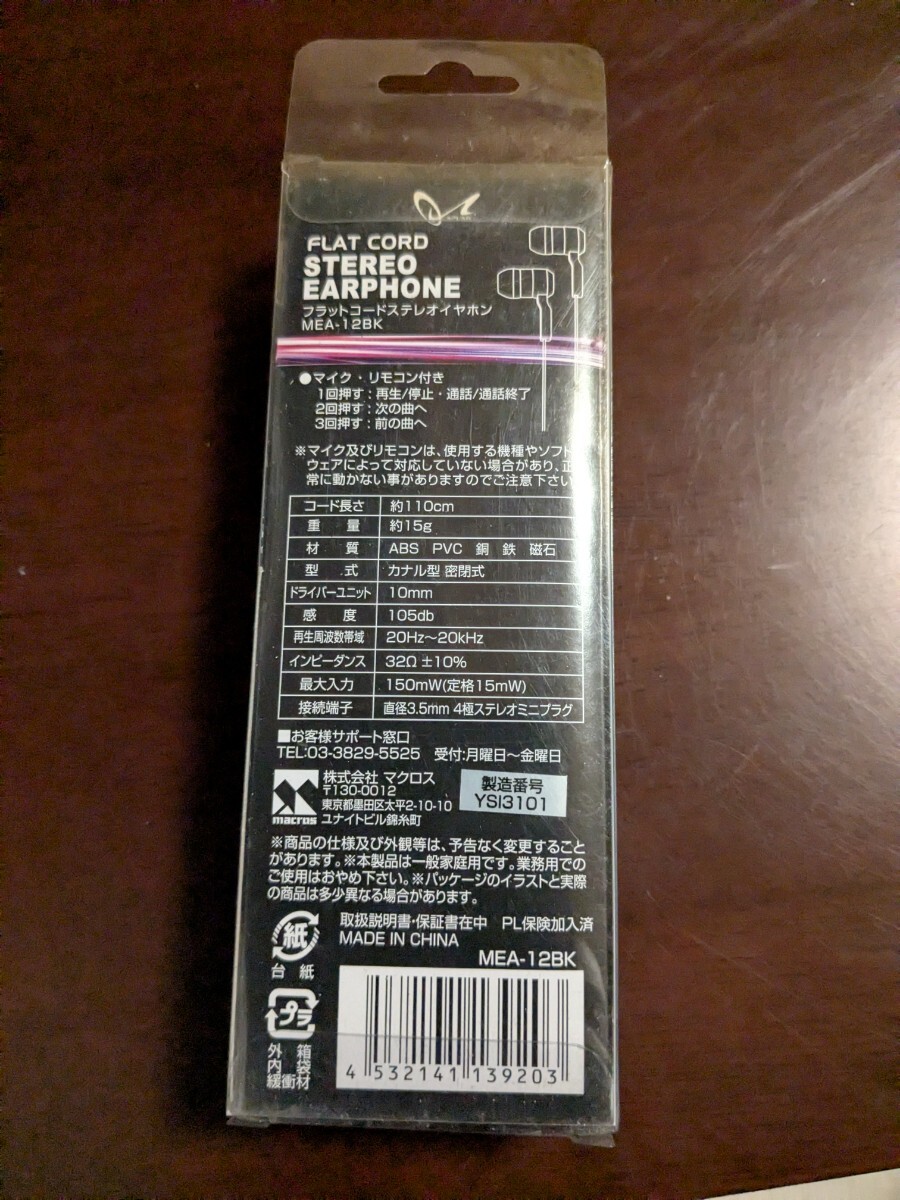 FLAT CORD
STEREO
EARPHONE
フラットコードステレオイヤホン
MEA-12BK
●マイク・リモコン付き
1回押す：再生/停止・通話/通話終了
2回押す：次の曲へ
3回押す：前の曲へ
※マイク及びリモコンは、使用する機種やソフト
ウェアによって対応していない場合があり、正
常に動かない事がありますのでご注意下さい
コード長さ 約110cm
重 量 約15g
材 質 ABS PVC 銅 鉄 磁石
型 式 カナル型 密閉式
ドライバーユニット 10mm
感 度 105db
再生周波数帯域 20Hz～20kHz
インピーダンス 32Ω ±10%
最大入力 150mW(定格15mW)
接続端子 直径3.5mm 4極ステレオミニプラグ
■お客様サポート窓口
TEL:03-3829-5525 受付:月曜日～金曜日
macros
株式会社 マクロス
〒130-0012
東京都墨田区太平2-10-10
ユナイトビル錦糸町
製造番号
YSI3101
※商品の仕様及び外観等は、予告なく変更すること
があります。※本製品は一般家庭用です。業務用での
ご使用はおやめ下さい。※パッケージのイラストと実際
の商品は多少異なる場合があります。
紙
台 紙
取扱説明書・保証書在中 PL保険加入済
MADE IN CHINA
MEA-12BK
プラ
外 箱
内 袋
緩衝材
4 532141 139203